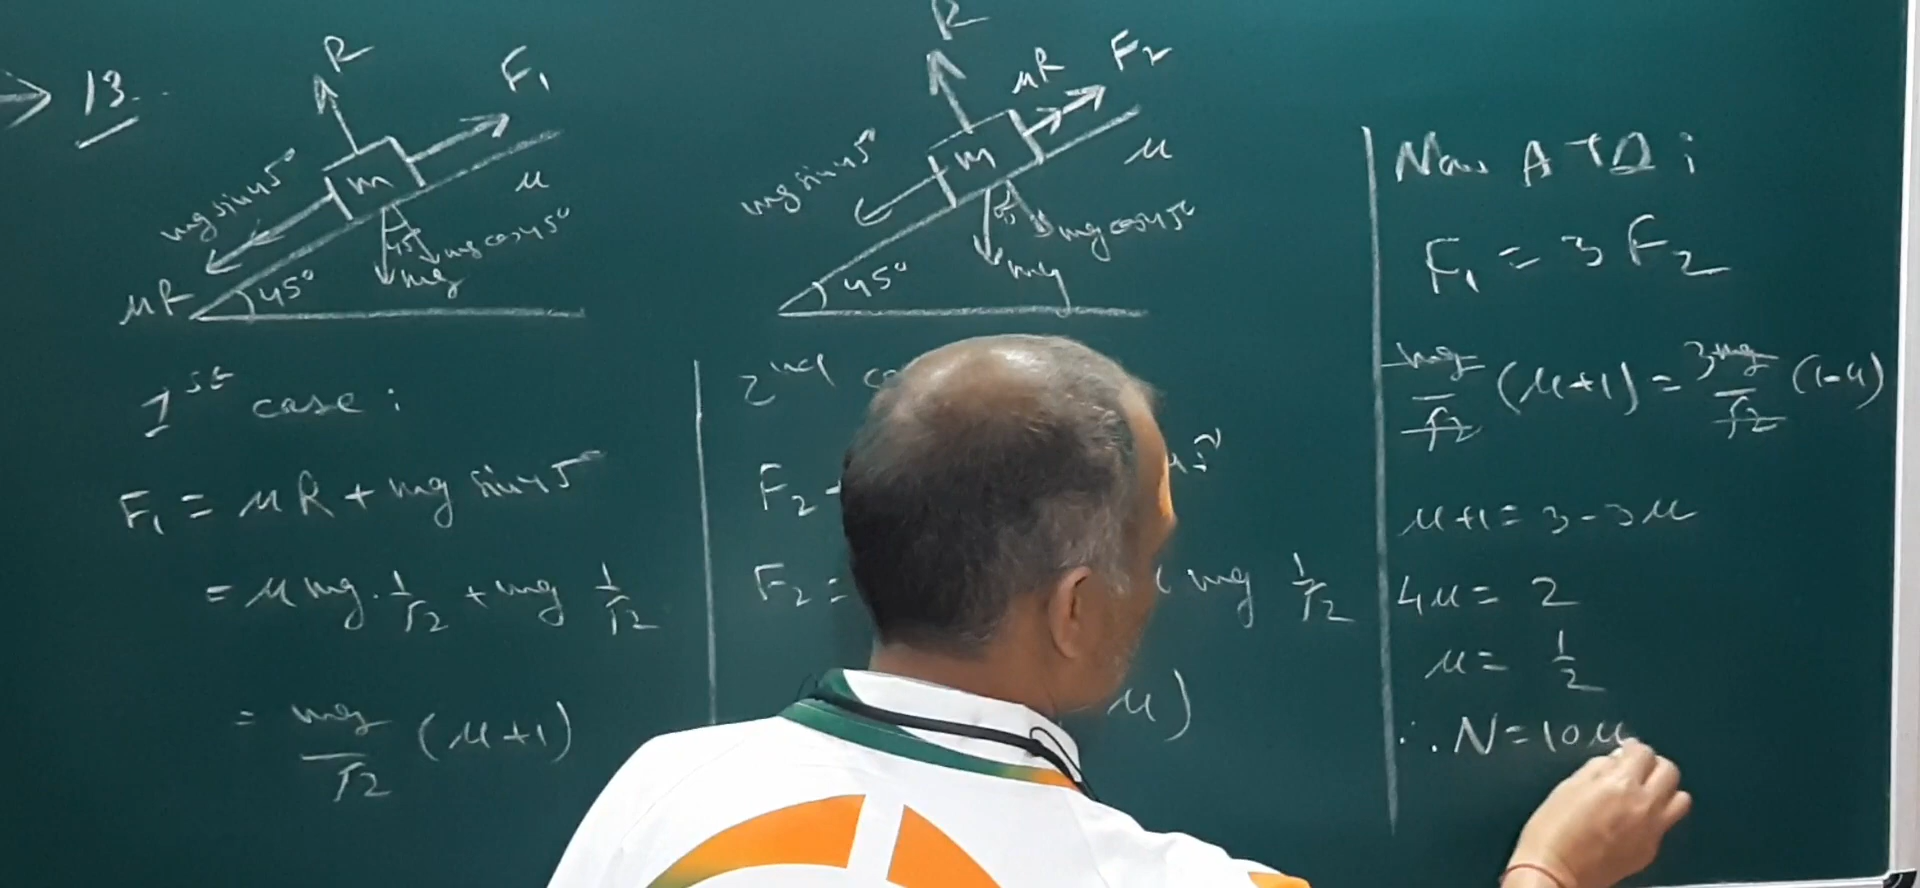 13.
R
F₁
m
μ
mg sin45°
μR
45°
45°
mg cos45°
mg
R
μR
F₂
m
μ
mg sin45°
45°
mg cos45°
mg
1st case :
F₁ = μR + mg sin45°
= μ mg . 1/√2 + mg 1/√2
= mg/√2 (μ+1)
2nd
F₂ +
F₂ = mg 1/√2
μ)
Now A T Q ;
F₁ = 3 F₂
mg/√2 (μ+1) = 3mg/√2 (1-μ)
μ+1 = 3-3μ
4μ = 2
μ = 1/2
∴ N = 10μ